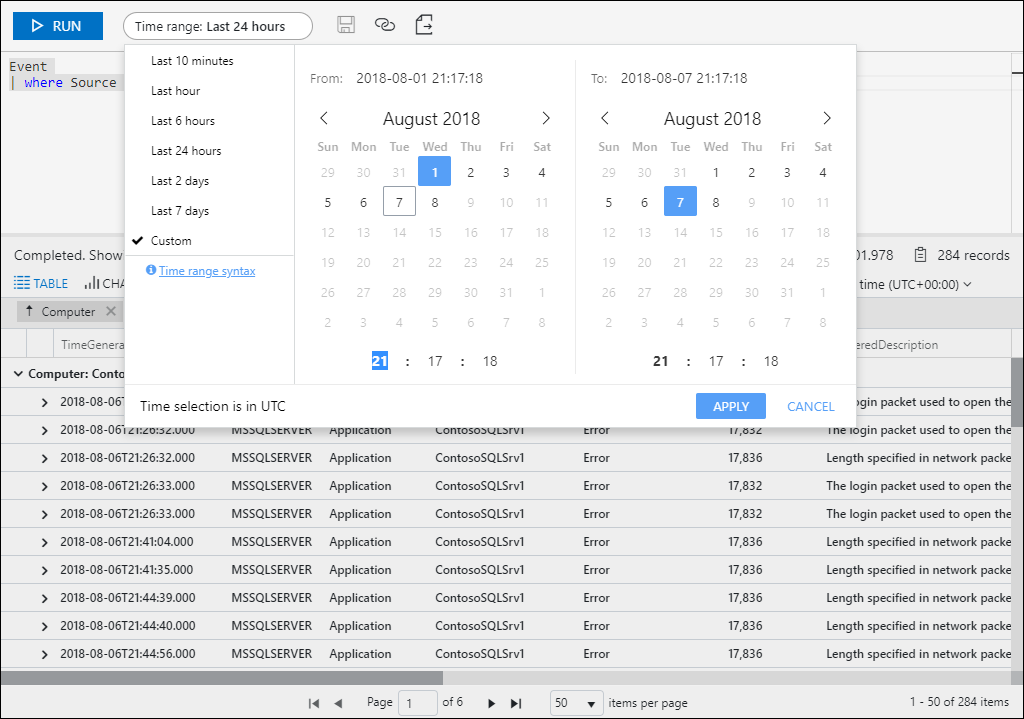 RUN Time range: Last 24 hours
Event
| where Source
Last 10 minutes
Last hour
Last 6 hours
Last 24 hours
Last 2 days
Last 7 days
Custom
Time range syntax
From: 2018-08-01 21:17:18
August 2018
Sun Mon Tue Wed Thu Fri Sat
29 30 31 1 2 3 4
5 6 7 8 9 10 11
12 13 14 15 16 17 18
19 20 21 22 23 24 25
26 27 28 29 30 31 1
2 3 4 5 6 7 8
21 : 17 : 18
To: 2018-08-07 21:17:18
August 2018
Sun Mon Tue Wed Thu Fri Sat
29 30 31 1 2 3 4
5 6 7 8 9 10 11
12 13 14 15 16 17 18
19 20 21 22 23 24 25
26 27 28 29 30 31 1
2 3 4 5 6 7 8
21 : 17 : 18
Time selection is in UTC APPLY CANCEL
Completed. Show 01.978 284 records
TABLE CHA time (UTC+00:00)
Computer
TimeGenera eredDescription
Computer: Conto
2018-08-06T ogin packet used to open the
2018-08-06T21:26:32.000 MSSQLSERVER Application ContosoSQLSrv1 Error 17,832 The login packet used to open the
2018-08-06T21:26:32.000 MSSQLSERVER Application ContosoSQLSrv1 Error 17,836 Length specified in network packe
2018-08-06T21:26:33.000 MSSQLSERVER Application ContosoSQLSrv1 Error 17,832 The login packet used to open the
2018-08-06T21:26:33.000 MSSQLSERVER Application ContosoSQLSrv1 Error 17,832 The login packet used to open the
2018-08-06T21:41:04.000 MSSQLSERVER Application ContosoSQLSrv1 Error 17,836 Length specified in network packe
2018-08-06T21:41:35.000 MSSQLSERVER Application ContosoSQLSrv1 Error 17,836 Length specified in network packe
2018-08-06T21:44:39.000 MSSQLSERVER Application ContosoSQLSrv1 Error 17,836 Length specified in network packe
2018-08-06T21:44:40.000 MSSQLSERVER Application ContosoSQLSrv1 Error 17,836 Length specified in network packe
2018-08-06T21:44:56.000 MSSQLSERVER Application ContosoSQLSrv1 Error 17,836 Length specified in network packe
Page 1 of 6 50 items per page 1 - 50 of 284 items